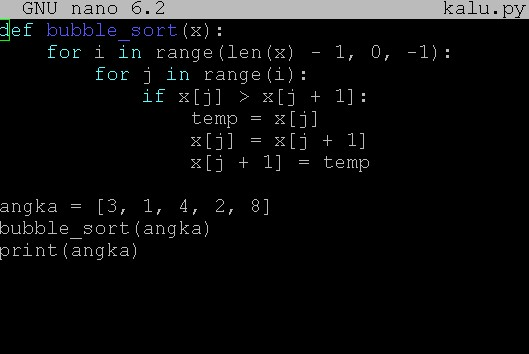 GNU nano 6.2 kalu.py
def bubble_sort(x):
    for i in range(len(x) - 1, 0, -1):
        for j in range(i):
            if x[j] > x[j + 1]:
                temp = x[j]
                x[j] = x[j + 1]
                x[j + 1] = temp

angka = [3, 1, 4, 2, 8]
bubble_sort(angka)
print(angka)